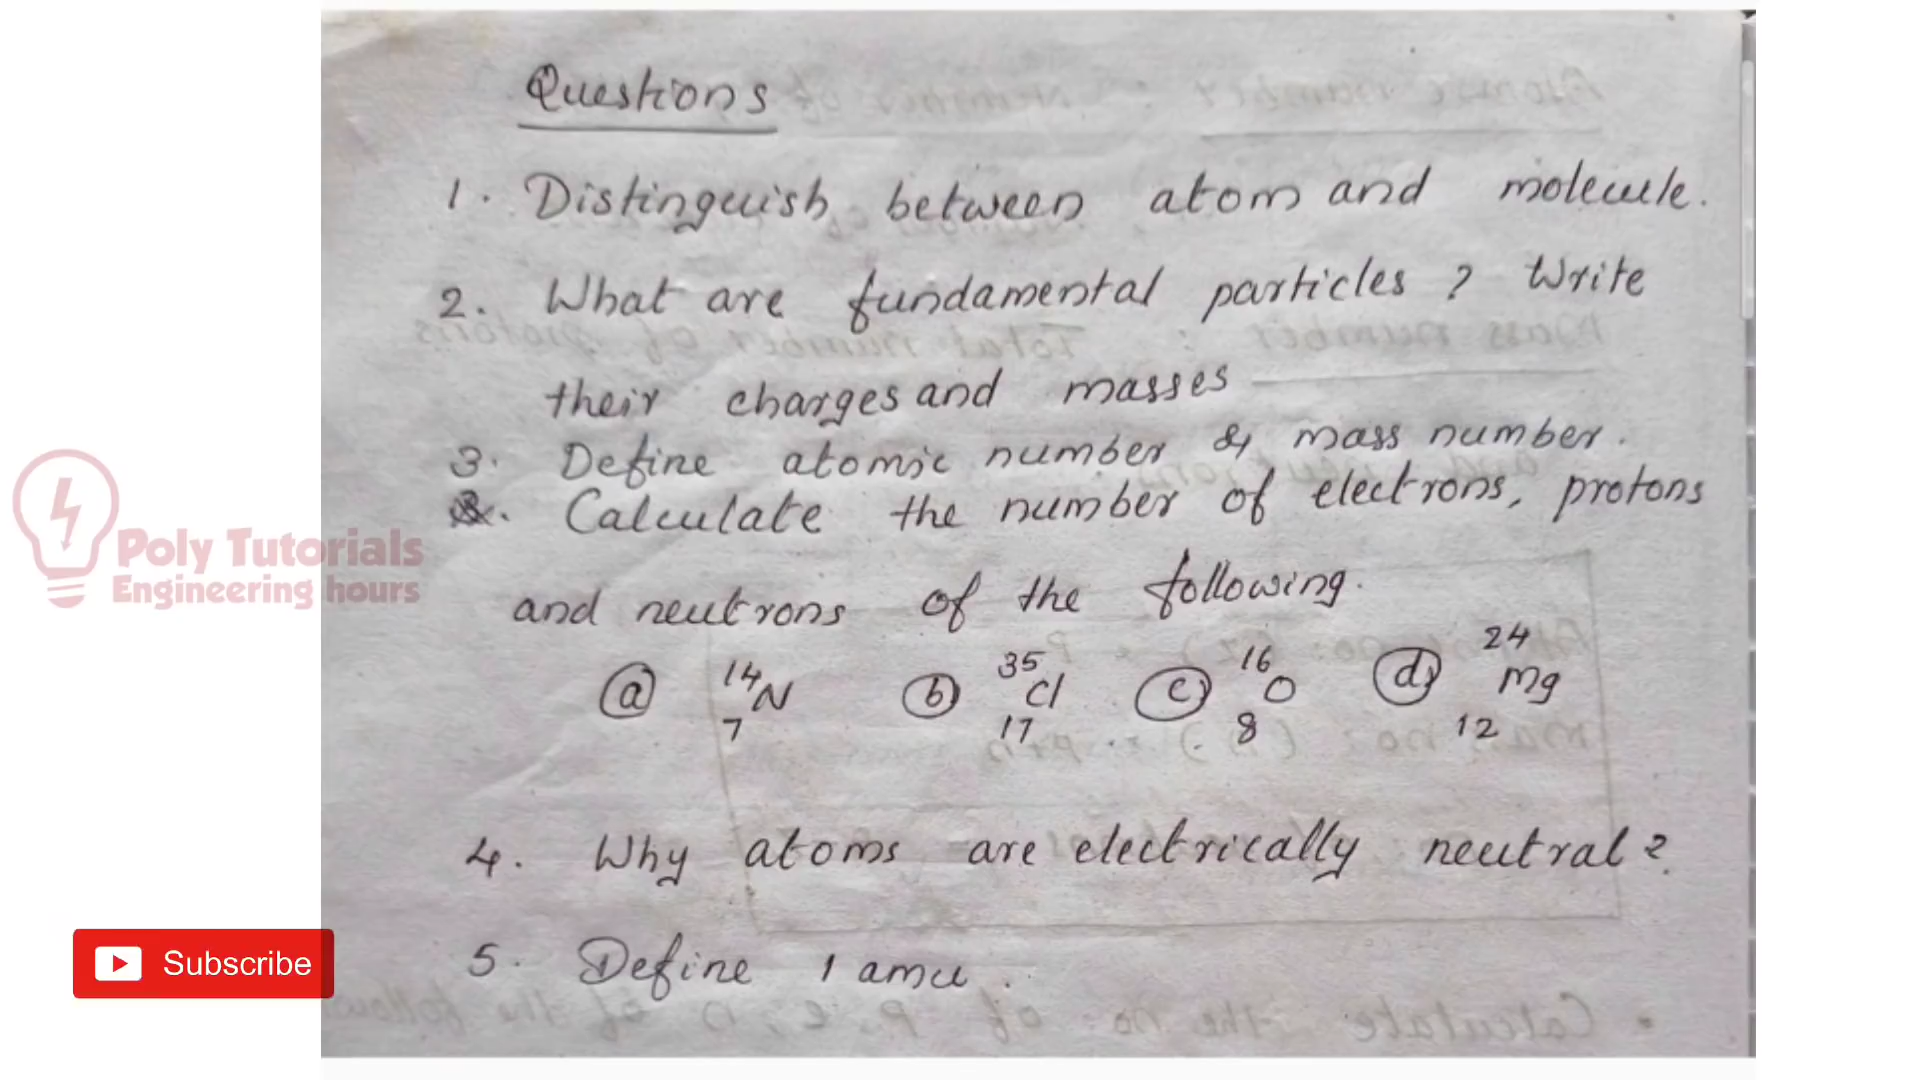 Questions
1. Distinguish between atom and molecule.
2. What are fundamental particles? Write
their charges and masses
3. Define atomic number & mass number.
Calculate the number of electrons, protons
and neutrons of the following.
(a) 14 7 N (b) 35 17 Cl (c) 16 8 O (d) 24 12 Mg
4. Why atoms are electrically neutral?
5. Define 1 amu.
Poly Tutorials
Engineering hours
Subscribe